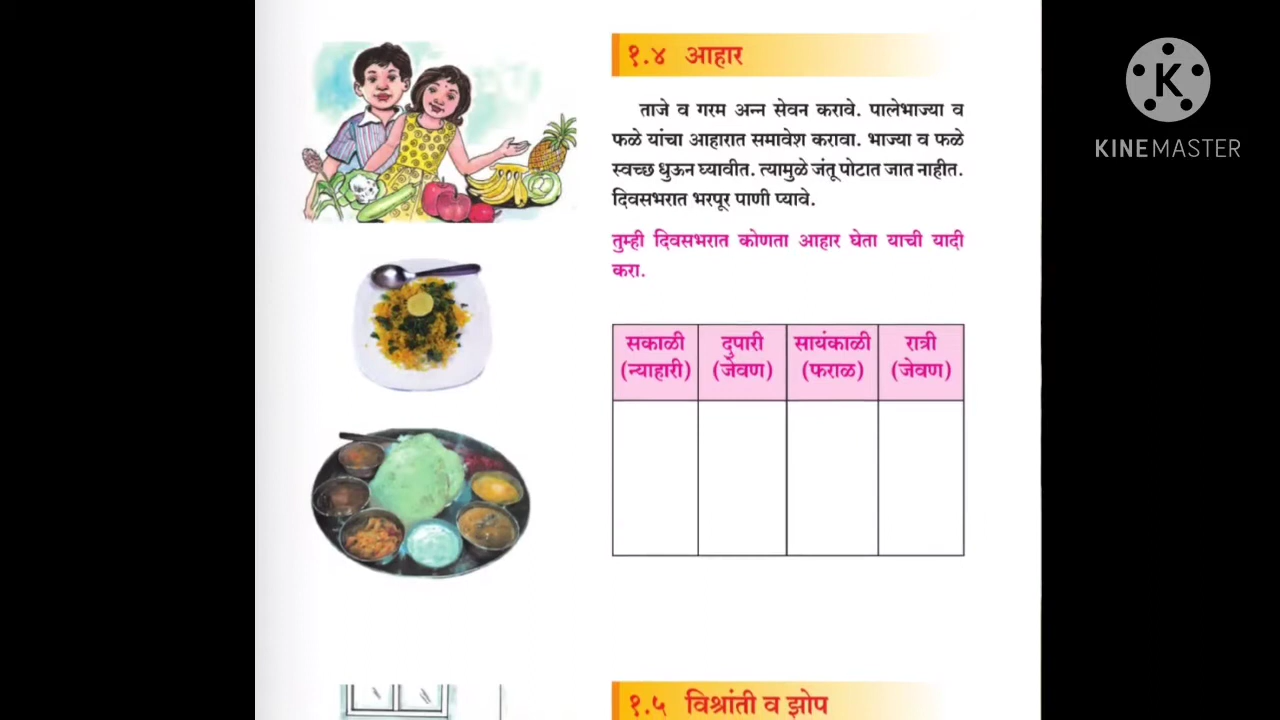 १.४ आहार
ताजे व गरम अन्न सेवन करावे. पालेभाज्या व
फळे यांचा आहारात समावेश करावा. भाज्या व फळे
स्वच्छ धुऊन घ्यावीत. त्यामुळे जंतू पोटात जात नाहीत.
दिवसभरात भरपूर पाणी प्यावे.
तुम्ही दिवसभरात कोणता आहार घेता याची यादी
करा.
सकाळी दुपारी सायंकाळी रात्री
(न्याहारी) (जेवण) (फराळ) (जेवण)
१.५ विश्रांती व झोप
K
KINEMASTER